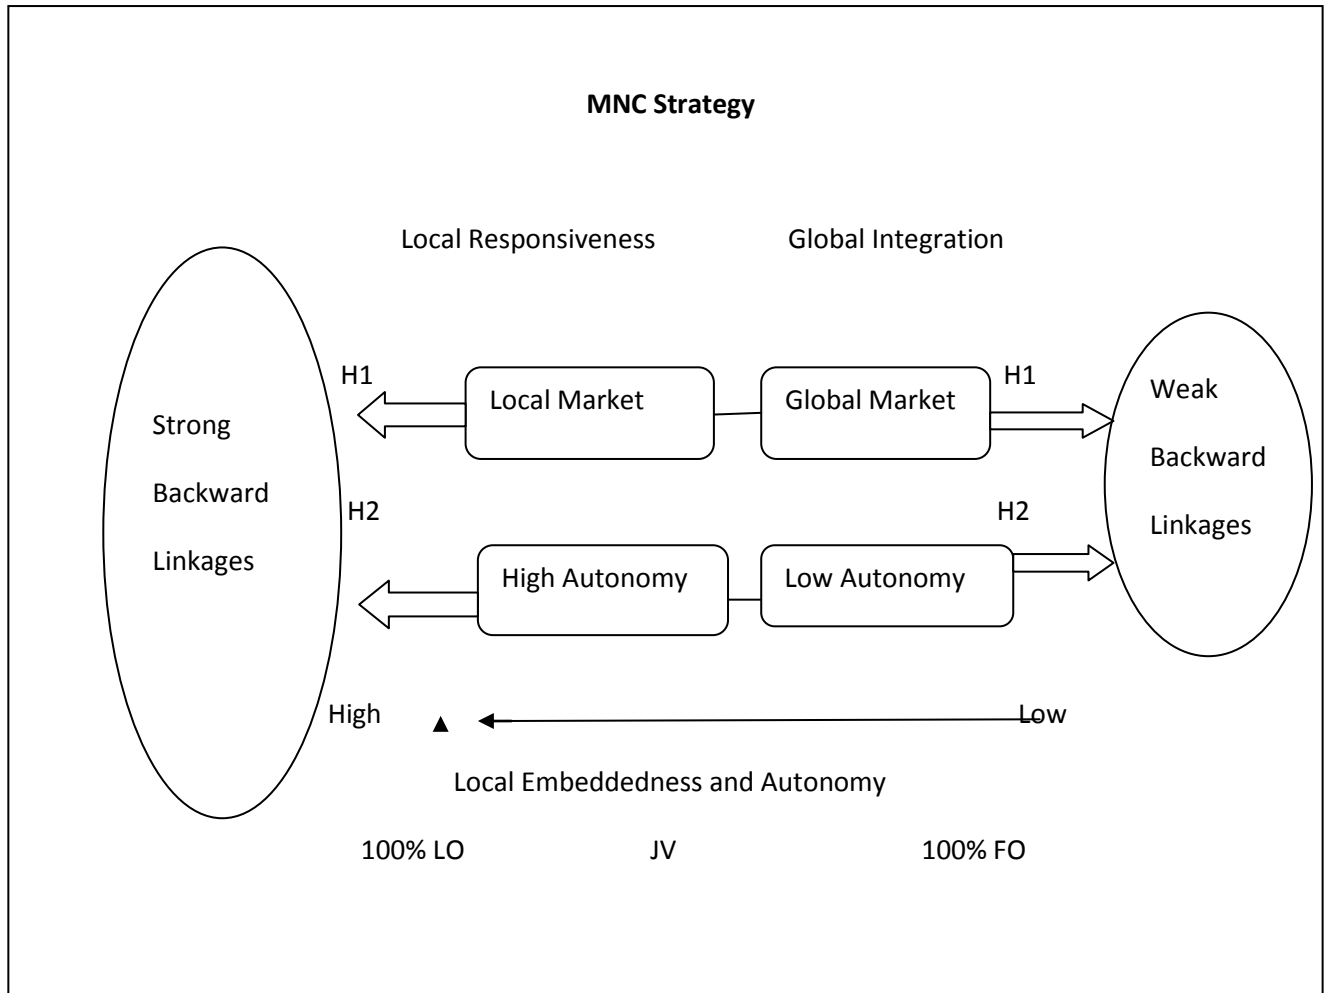 MNC Strategy
Local Responsiveness Global Integration
H1 H1
Local Market Global Market
Strong
Backward
Linkages
Weak
Backward
Linkages
H2 H2
High Autonomy Low Autonomy
High Low
Local Embeddedness and Autonomy
100% LO JV 100% FO